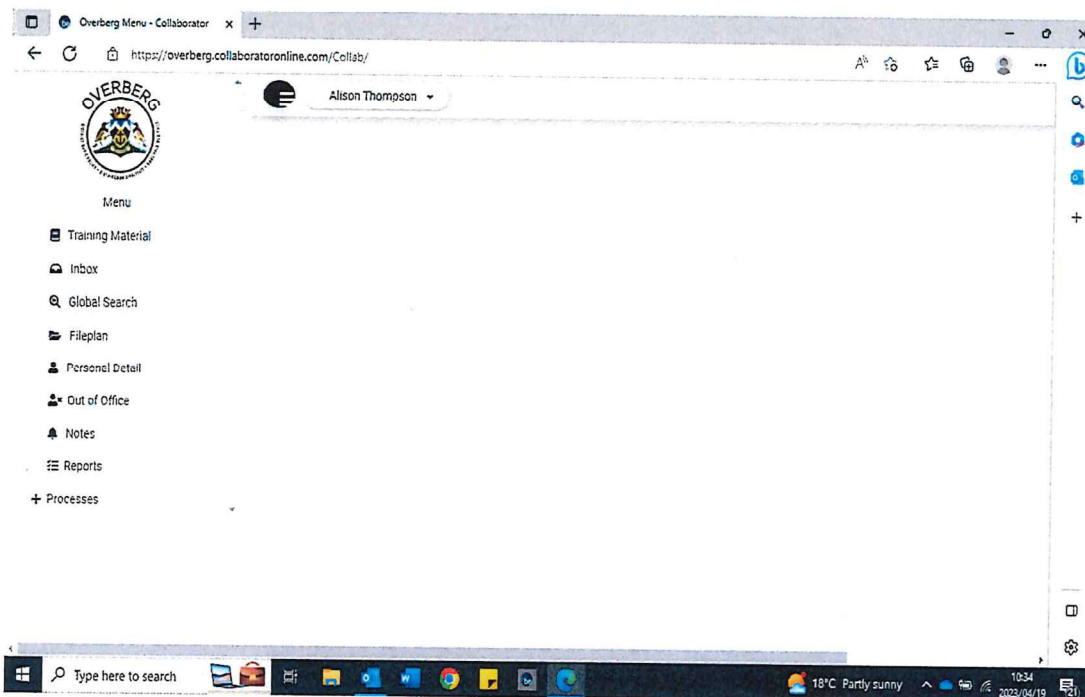 Overberg Menu - Collaborator
https://overberg.collaboratoronline.com/Collab/
OVERBERG
Alison Thompson
Menu
Training Material
Inbox
Global Search
Fileplan
Personal Detail
Out of Office
Notes
Reports
Processes
Type here to search
18°C Partly sunny
10:34
2023/04/19